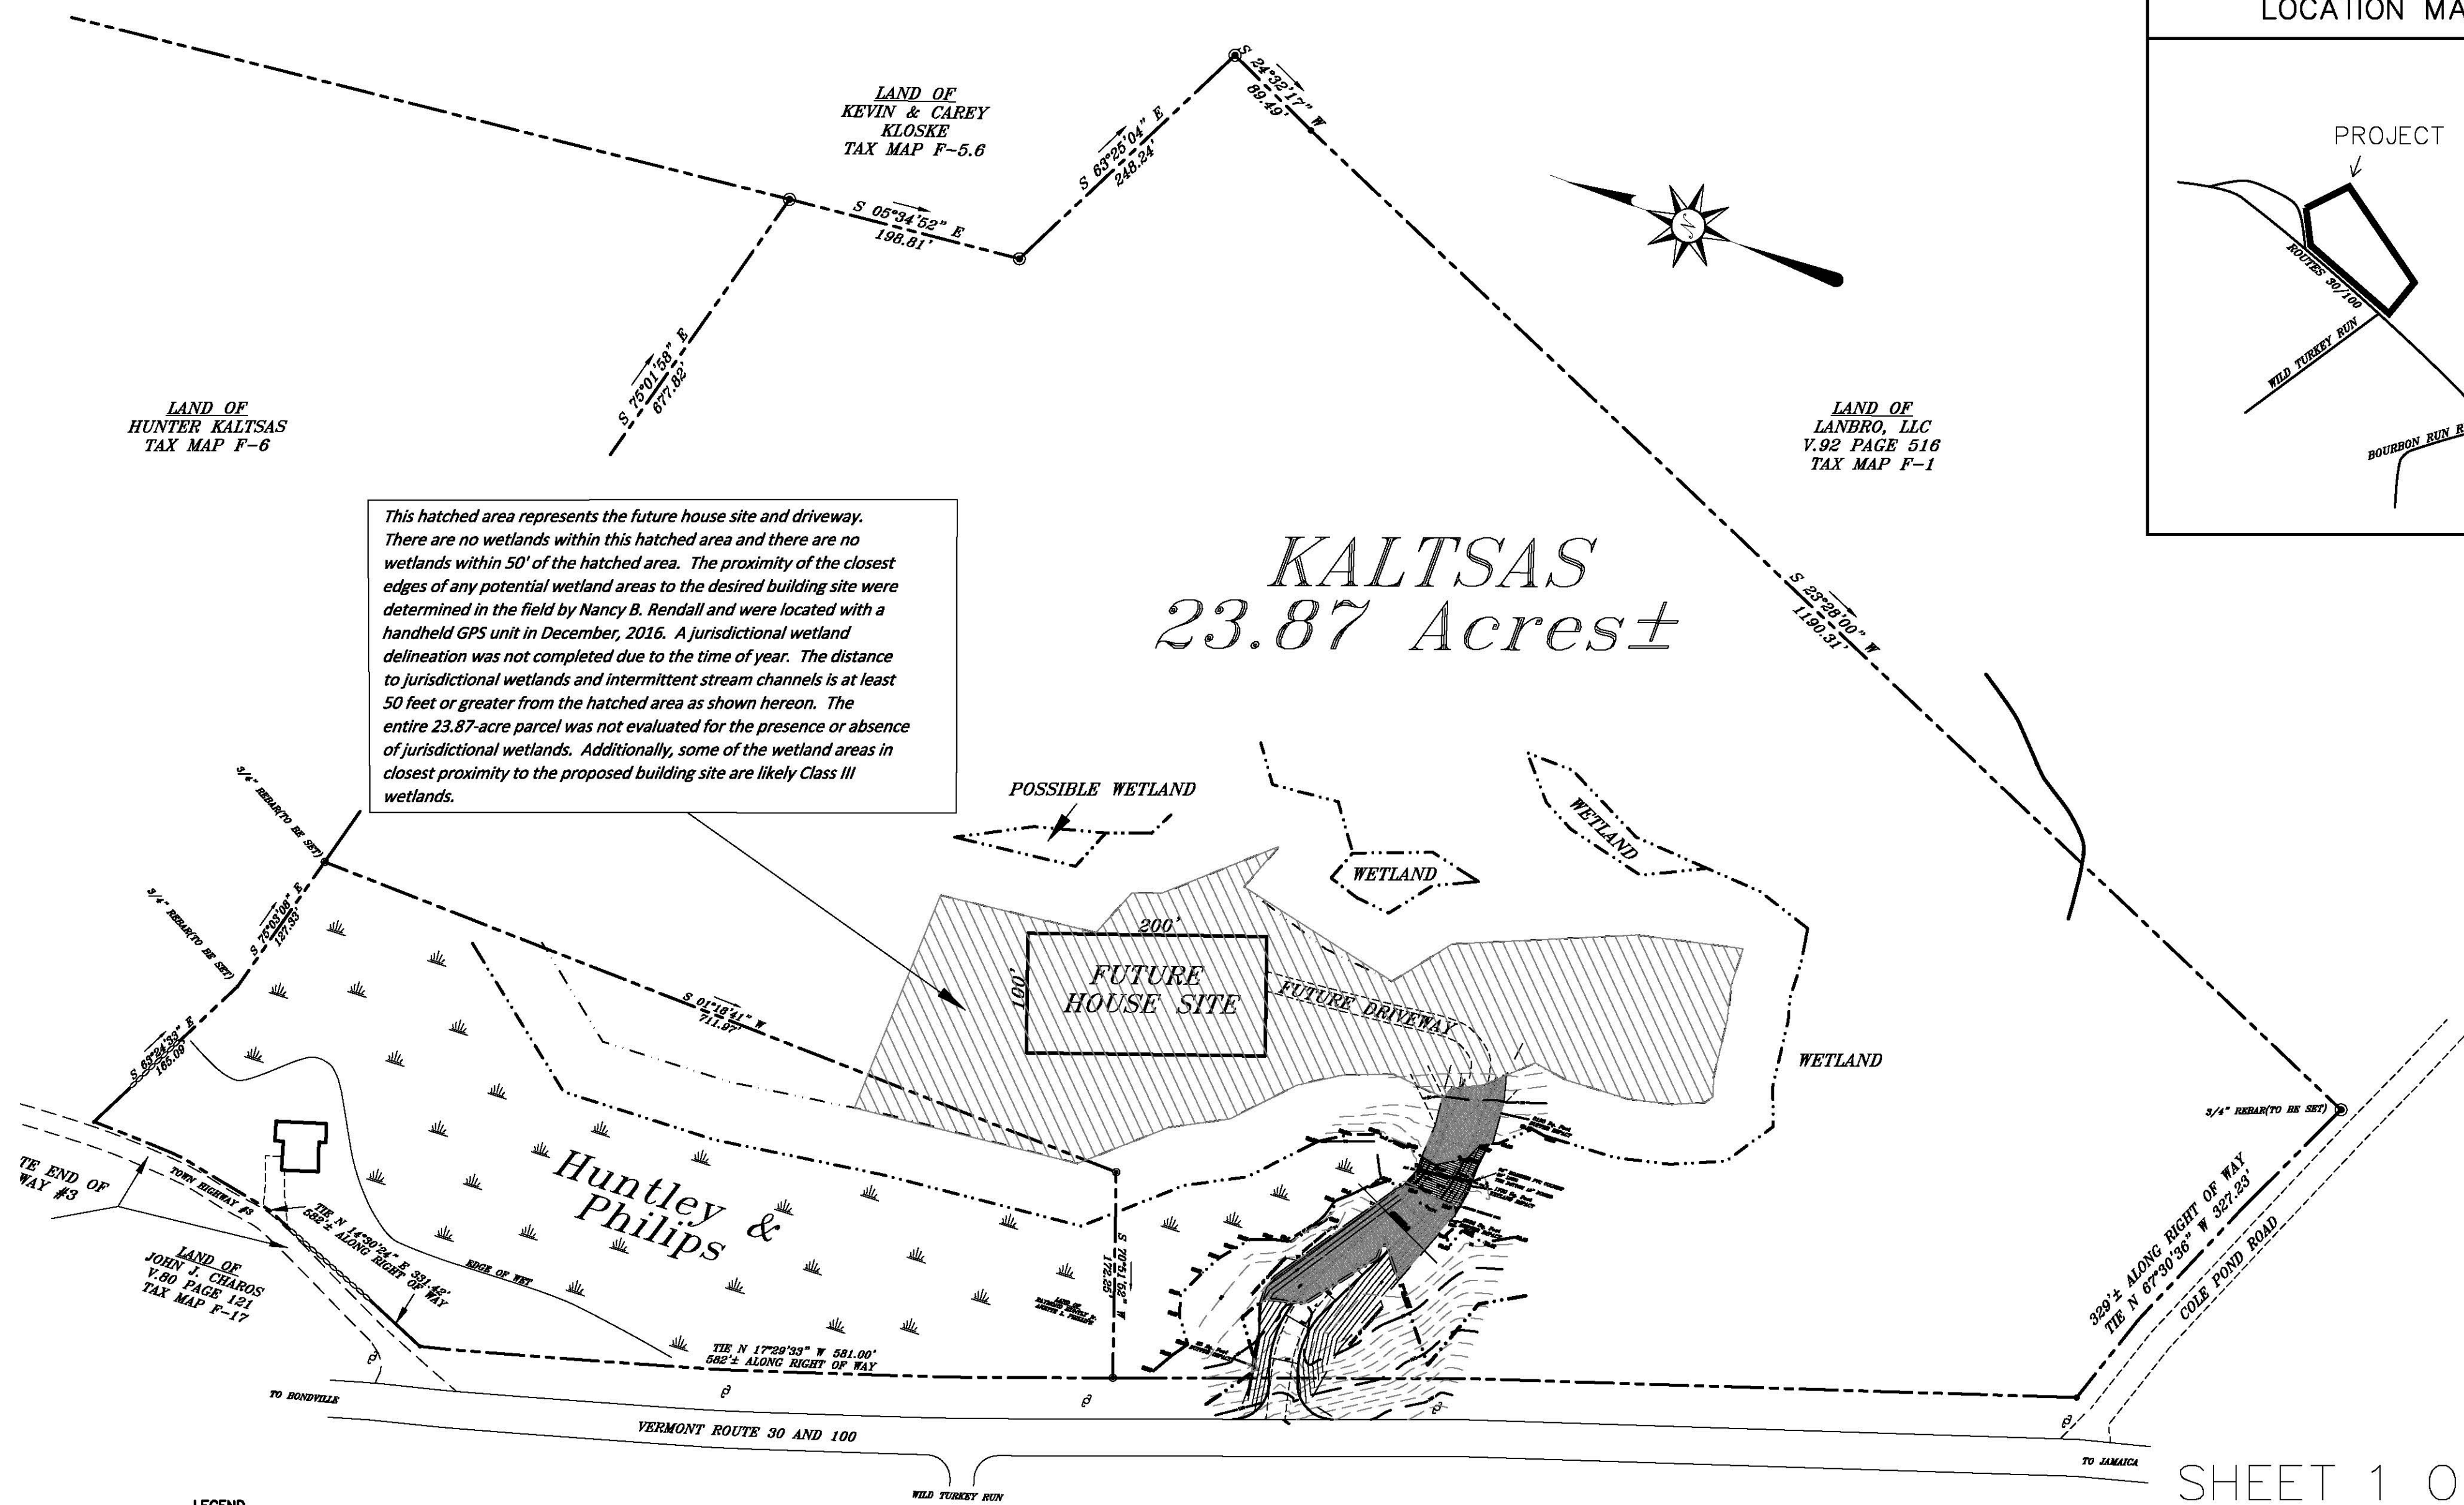 LOCATION MA
PROJECT
ROUTES 30/100
WILD TURKEY RUN
BOURBON RUN R
LAND OF
KEVIN & CAREY
KLOSKE
TAX MAP F-5.6
S 24°32'17" W
89.49'
S 63°25'04" E
248.24'
S 05°34'52" E
198.81'
S 75°01'58" E
677.82'
N
LAND OF
HUNTER KALTSAS
TAX MAP F-6
LAND OF
LANBRO, LLC
V.92 PAGE 516
TAX MAP F-1
This hatched area represents the future house site and driveway.
There are no wetlands within this hatched area and there are no
wetlands within 50' of the hatched area. The proximity of the closest
edges of any potential wetland areas to the desired building site were
determined in the field by Nancy B. Rendall and were located with a
handheld GPS unit in December, 2016. A jurisdictional wetland
delineation was not completed due to the time of year. The distance
to jurisdictional wetlands and intermittent stream channels is at least
50 feet or greater from the hatched area as shown hereon. The
entire 23.87-acre parcel was not evaluated for the presence or absence
of jurisdictional wetlands. Additionally, some of the wetland areas in
closest proximity to the proposed building site are likely Class III
wetlands.
KALTSAS
23.87 Acres±
S 23°28'00" W
1190.31'
POSSIBLE WETLAND
WETLAND
WETLAND
WETLAND
3/4" REBAR(TO BE SET)
3/4" REBAR(TO BE SET)
S 75°03'08" E
127.33'
S 63°24'33" E
165.09'
S 01°18'41" W
711.97'
200'
100'
FUTURE
HOUSE SITE
FUTURE DRIVEWAY
3/4" REBAR(TO BE SET)
Huntley &
Philips
TE END OF
WAY #3
TOWN HIGHWAY #3
TIE N 14°30'24" E 331.42'
582'± ALONG RIGHT OF WAY
EDGE OF WET
LAND OF
JOHN J. CHAROS
V.80 PAGE 121
TAX MAP F-17
S 70°51'52" W
172.25'
TIE N 17°29'33" W 581.00'
582'± ALONG RIGHT OF WAY
329'± ALONG RIGHT OF WAY
TIE N 67°30'36" W 327.23'
COLE POND ROAD
TO BONDVILLE
VERMONT ROUTE 30 AND 100
WILD TURKEY RUN
TO JAMAICA
SHEET 1 O
LEGEND